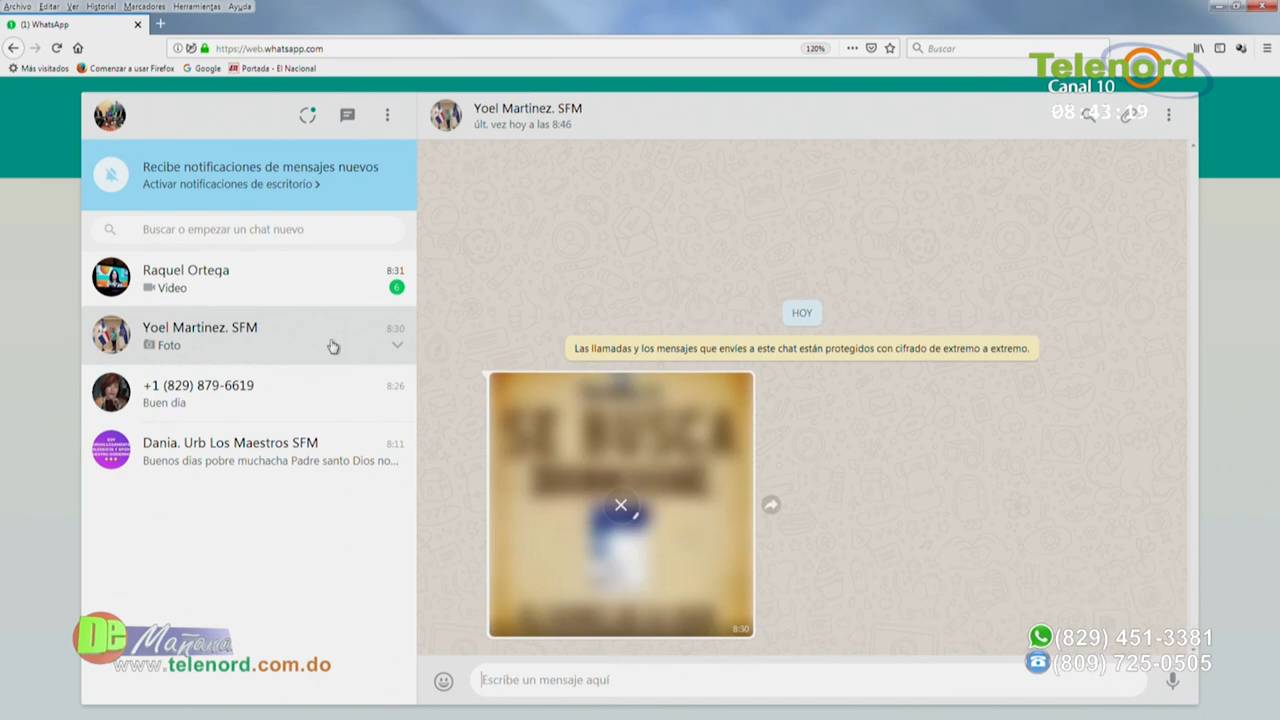 Archivo Editar Ver Historial Marcadores Herramientas Ayuda
(1) WhatsApp
https://web.whatsapp.com
120%
Buscar
Más visitados
Comenzar a usar Firefox
Google
Portada - El Nacional
Telenord
Canal 10
08:43:19
Yoel Martinez. SFM
últ. vez hoy a las 8:46
Recibe notificaciones de mensajes nuevos
Activar notificaciones de escritorio >
Buscar o empezar un chat nuevo
Raquel Ortega
8:31
Video
6
Yoel Martinez. SFM
8:30
Foto
+1 (829) 879-6619
8:26
Buen dia
Dania. Urb Los Maestros SFM
8:11
Buenos dias pobre muchacha Padre santo Dios no...
HOY
Las llamadas y los mensajes que envíes a este chat están protegidos con cifrado de extremo a extremo.
SE BUSCA
8:30
De Mañana
www.telenord.com.do
(829) 451-3381
(809) 725-0505
Escribe un mensaje aquí